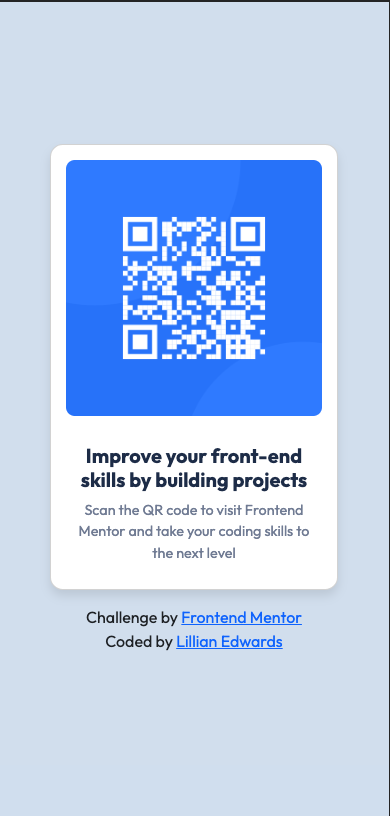 Improve your front-end
skills by building projects
Scan the QR code to visit Frontend
Mentor and take your coding skills to
the next level
Challenge by Frontend Mentor
Coded by Lillian Edwards